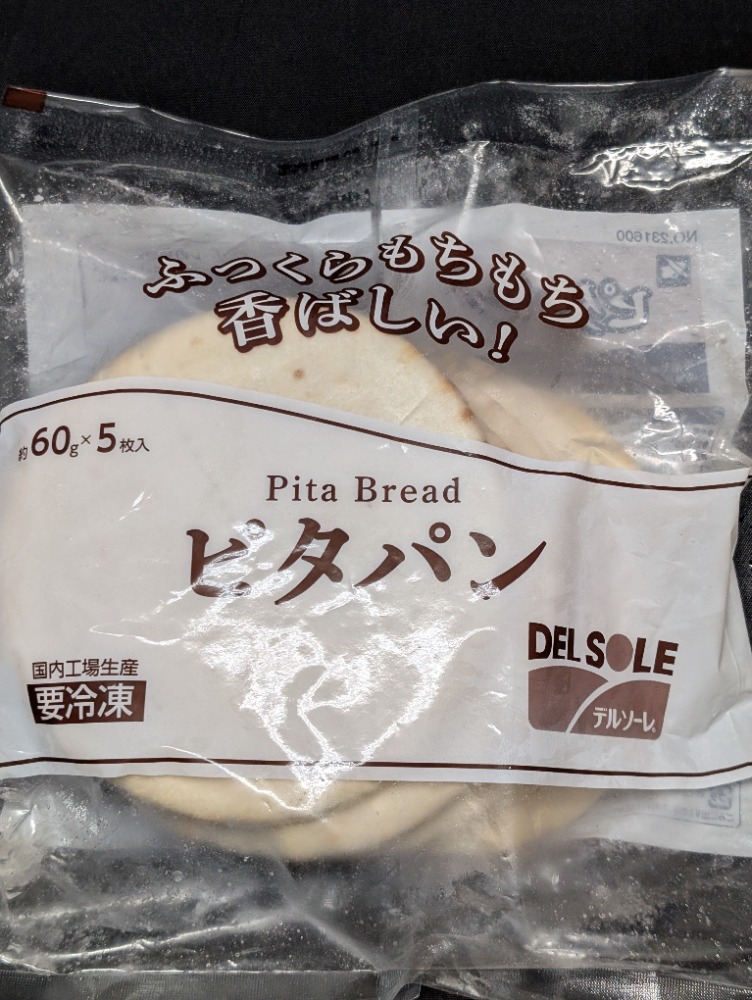 NO.231600
ふっくらもちもち
香ばしい!
約60g×5枚入
Pita Bread
ピタパン
国内工場生産
要冷凍
DEL SOLE
デルソーレ®